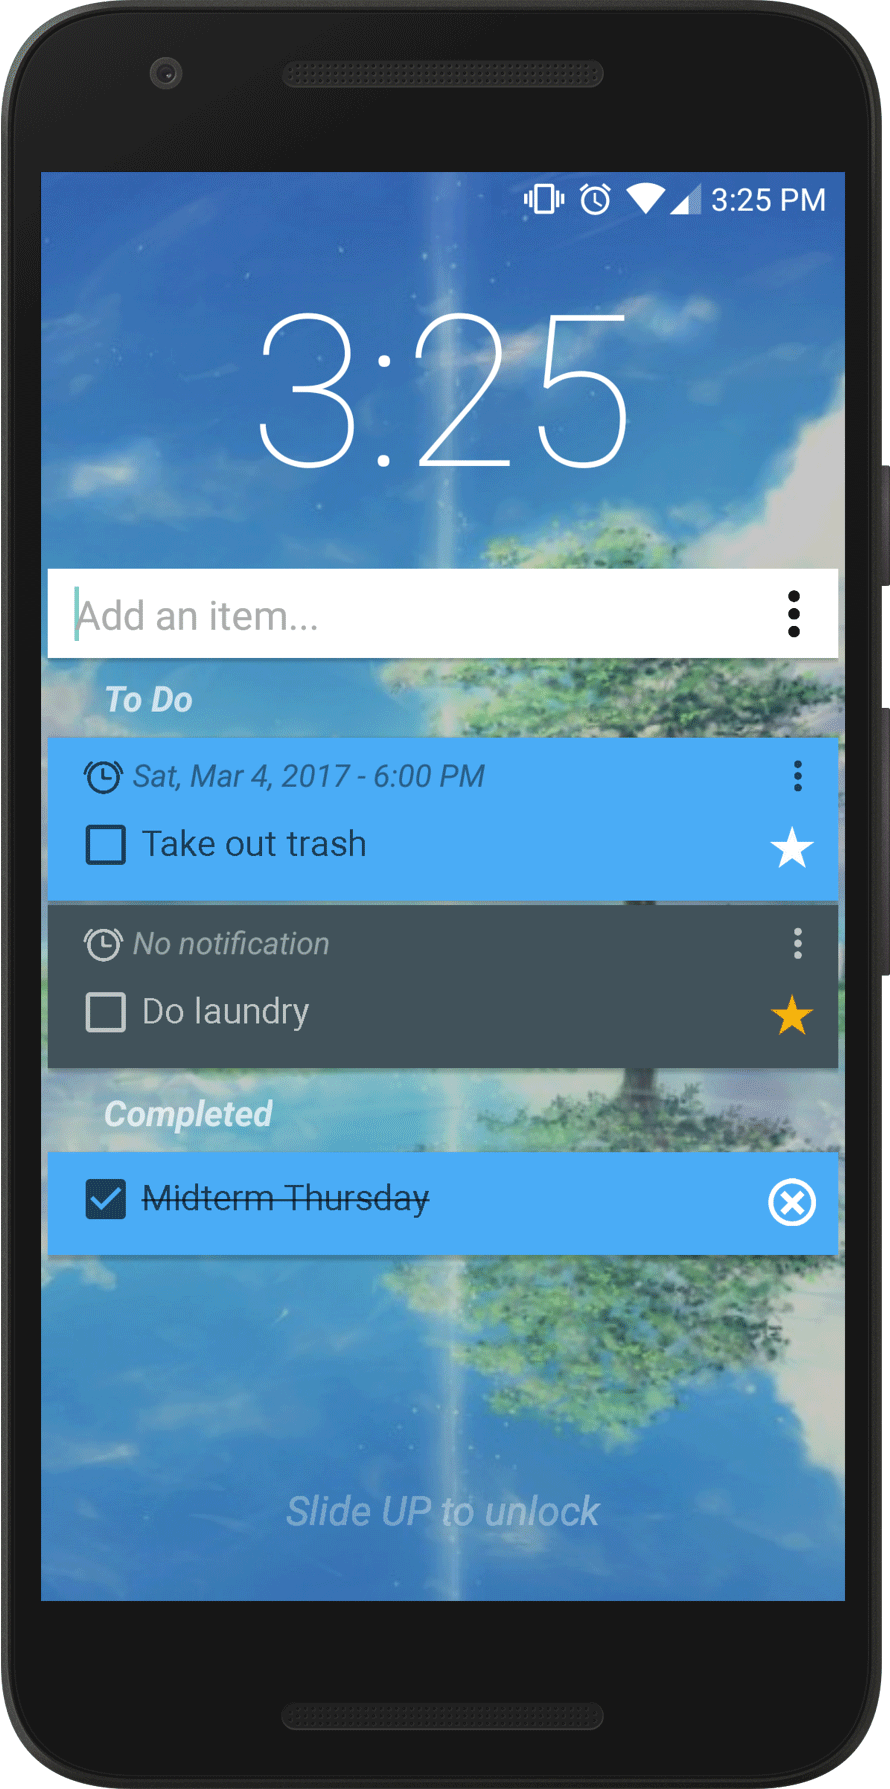 3:25 PM
3:25
Add an item...
To Do
Sat, Mar 4, 2017 - 6:00 PM
Take out trash
No notification
Do laundry
Completed
Midterm Thursday
Slide UP to unlock